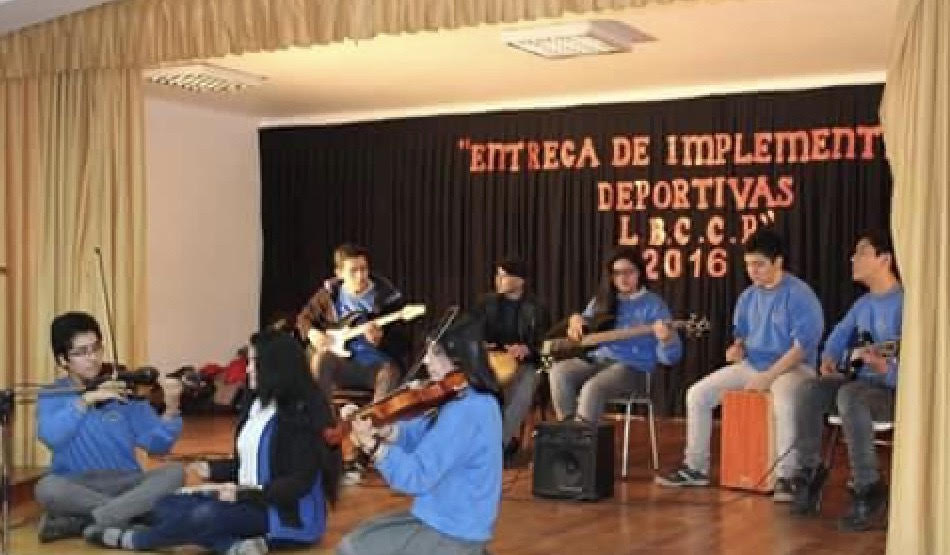 "ENTREGA DE IMPLEMENT
DEPORTIVAS
L B.C.C.P"
2016